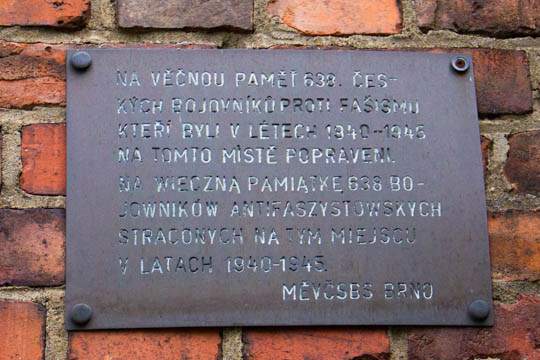 NA VĚČNOU PAMĚŤ 638. ČES-
KÝCH BOJOVNÍKŮ PROTI FAŠISMU
KTEŘÍ BYLI V LÉTECH 1940-1945
NA TOMTO MÍSTĚ POPRAVENI.
NA WIECZNĄ PAMIĄTKĘ 638 BO-
JOWNIKÓW ANTIFASZYSTOWSKYCH
STRACONYCH NA TYM MIEJSCU
V LATACH 1940-1945.
MĚVČSBS BRNO